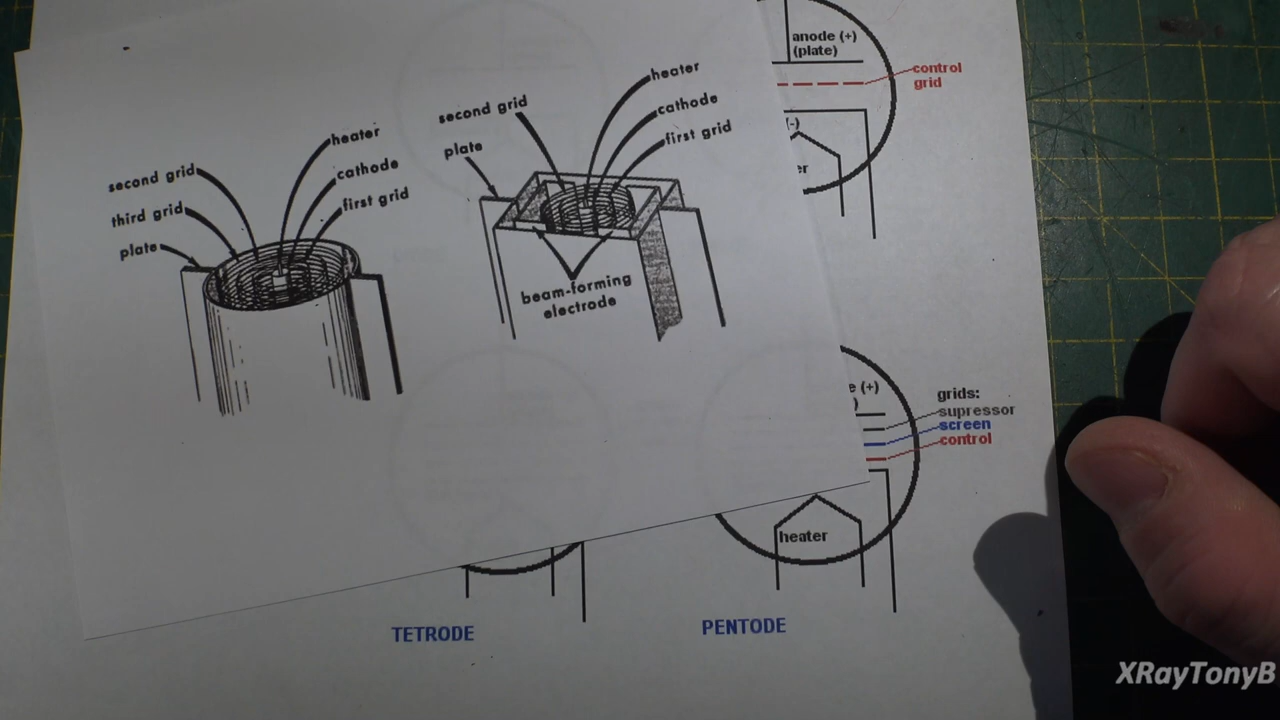 heater
second grid
cathode
third grid
first grid
plate
heater
second grid
cathode
plate
first grid
beam-forming
electrode
anode (+)
(plate)
control
grid
(-)
er
e (+)
)
grids:
supressor
screen
control
heater
TETRODE
PENTODE
XRayTonyB